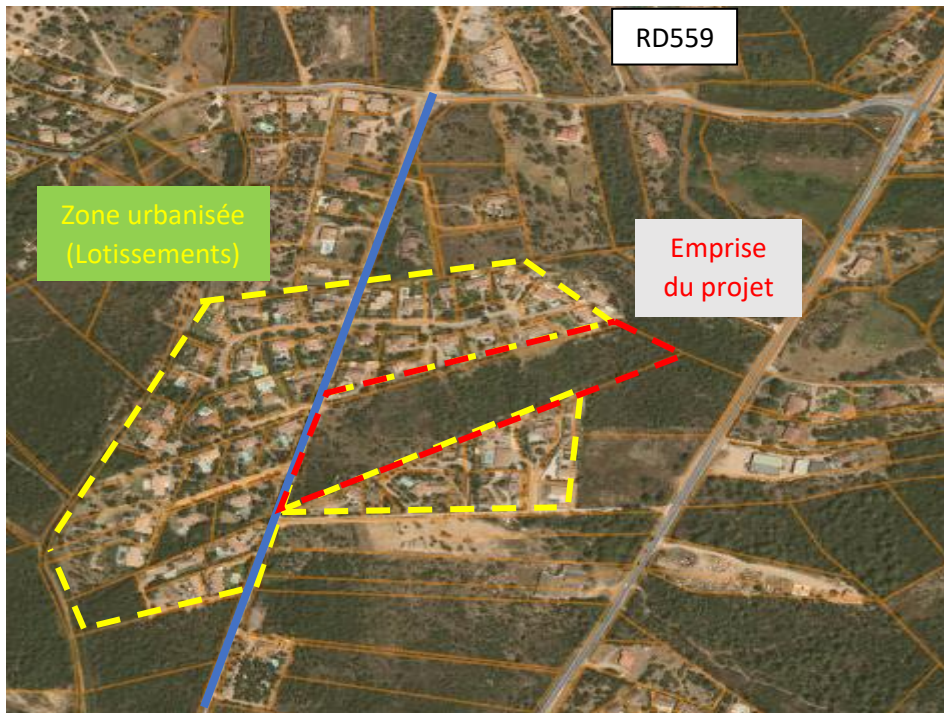 RD559
Zone urbanisée
(Lotissements)
Emprise
du projet